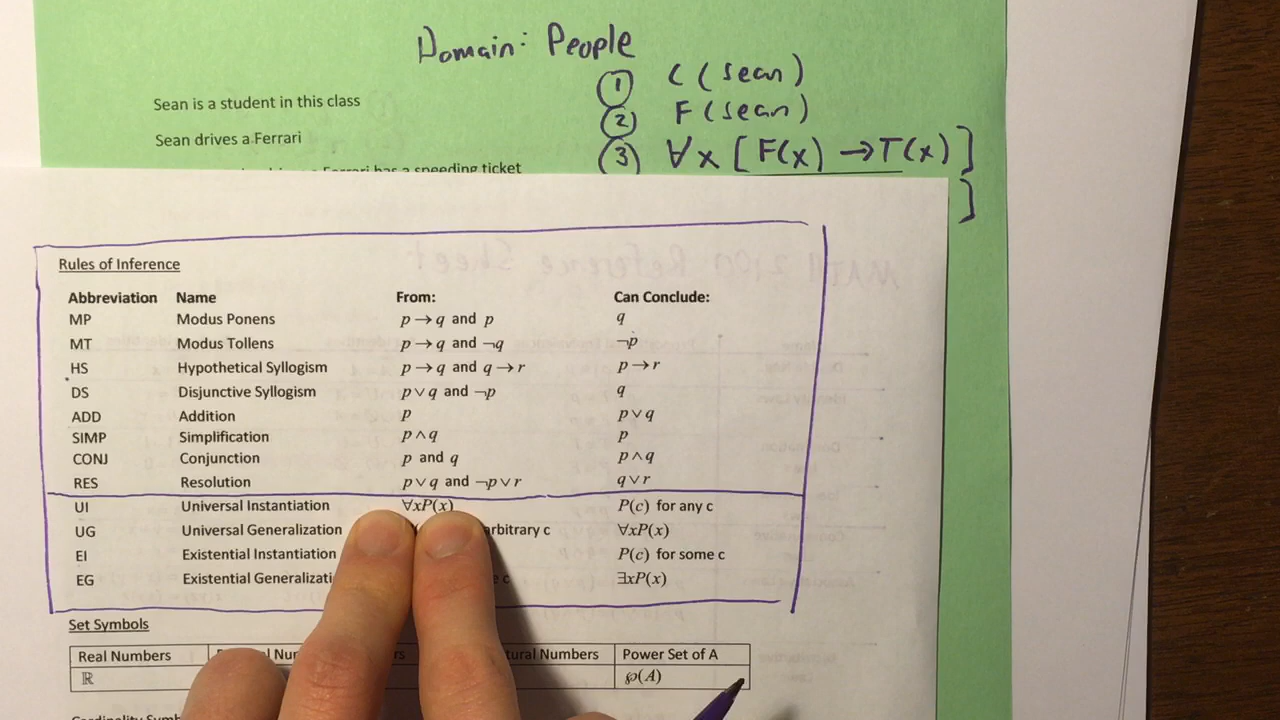 Domain: People
① C(sean)
Sean is a student in this class
② F(sean)
Sean drives a Ferrari
③ ∀x[F(x)→T(x)]
has a speeding ticket
]
Rules of Inference
Abbreviation Name From: Can Conclude:
MP Modus Ponens p→q and p q
MT Modus Tollens p→q and ¬q ¬p
HS Hypothetical Syllogism p→q and q→r p→r
DS Disjunctive Syllogism p∨q and ¬p q
ADD Addition p p∨q
SIMP Simplification p∧q p
CONJ Conjunction p and q p∧q
RES Resolution p∨q and ¬p∨r q∨r
UI Universal Instantiation ∀xP(x) P(c) for any c
UG Universal Generalization arbitrary c ∀xP(x)
EI Existential Instantiation P(c) for some c
EG Existential c ∃xP(x)
Set Symbols
Real Numbers Numbers Power Set of A
ℝ ℘(A)